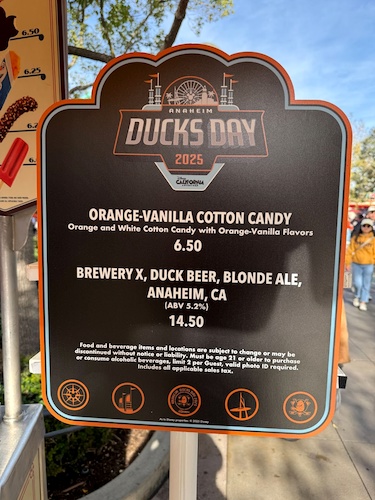 6.50
6.25
ANAHEIM
DUCKS DAY
2025
CALIFORNIA
ORANGE-VANILLA COTTON CANDY
Orange and White Cotton Candy with Orange-Vanilla Flavors
6.50
BREWERY X, DUCK BEER, BLONDE ALE,
ANAHEIM, CA
(ABV 5.2%)
14.50
Food and beverage items and locations are subject to change or may be
discontinued without notice or liability. Must be age 21 or older to purchase
or consume alcoholic beverages, limit 2 per Guest, valid photo ID required.
Includes all applicable sales tax.